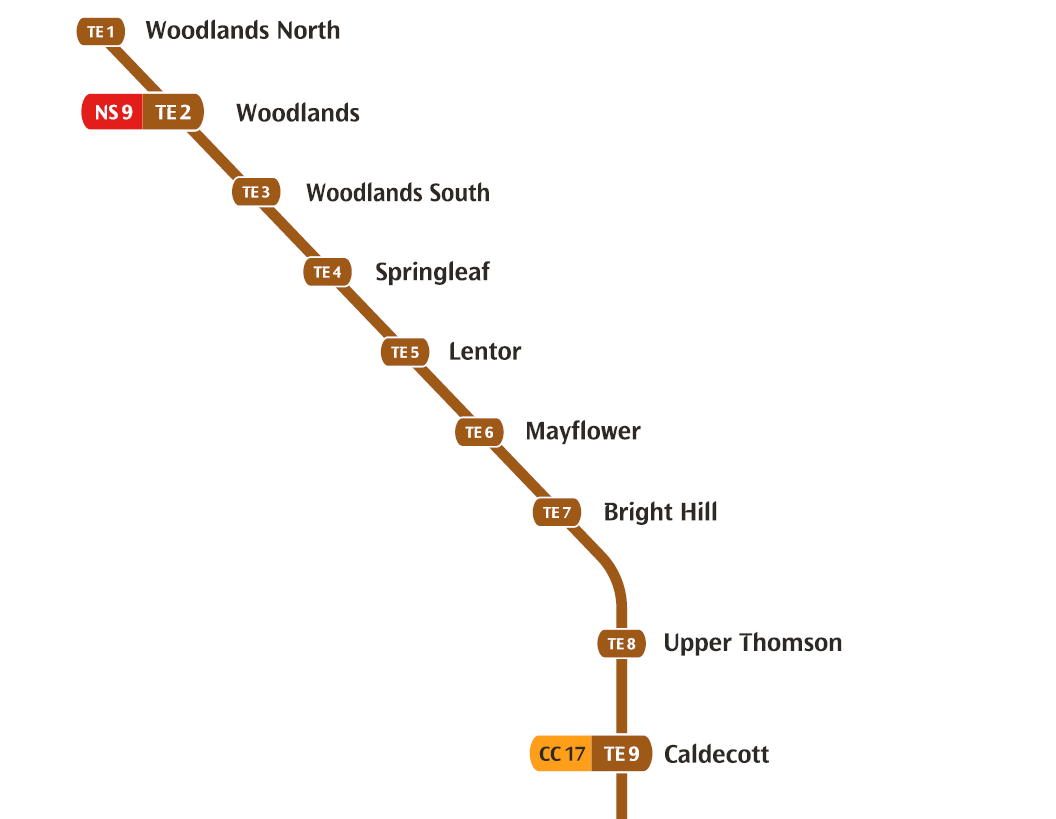 TE1 Woodlands North
NS9 TE2 Woodlands
TE3 Woodlands South
TE4 Springleaf
TE5 Lentor
TE6 Mayflower
TE7 Bright Hill
TE8 Upper Thomson
CC17 TE9 Caldecott